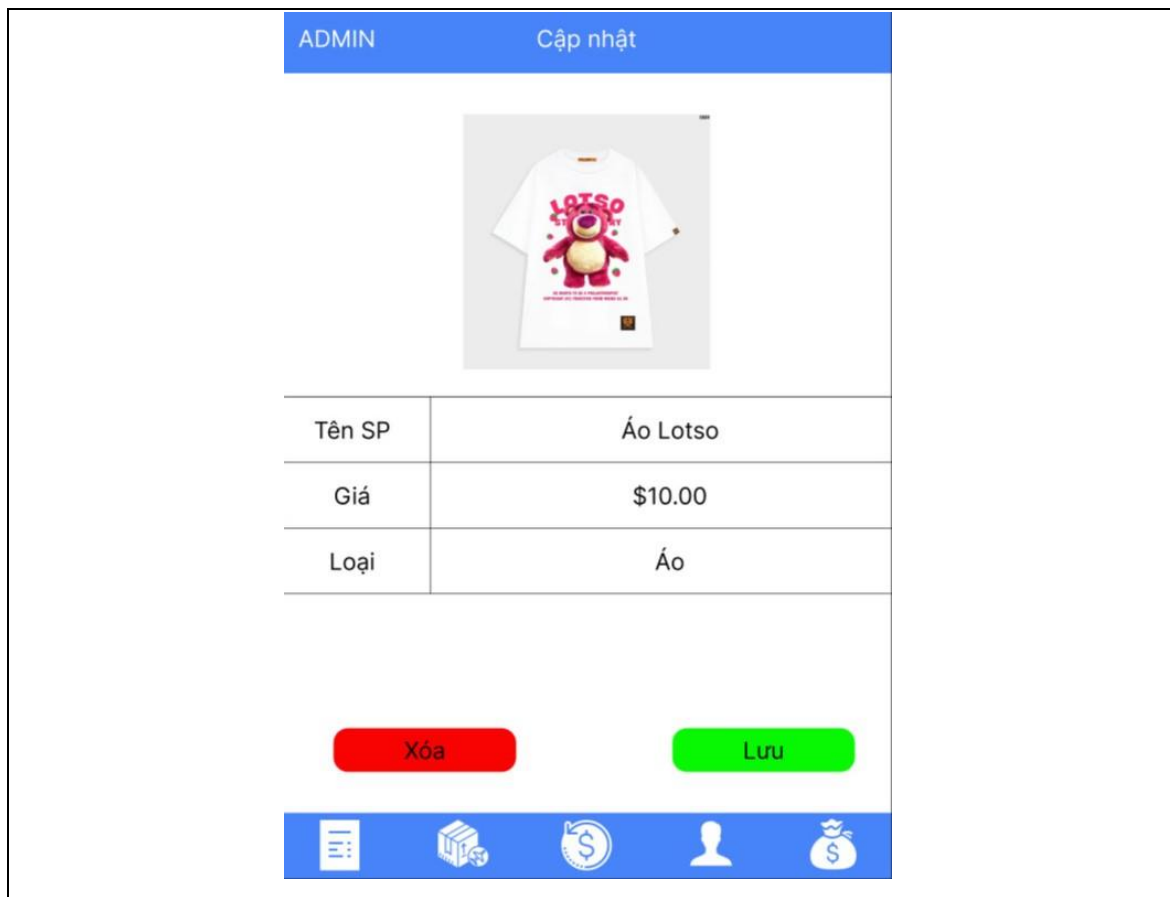 ADMIN Cập nhật
LOTSO
Tên SP Áo Lotso
Giá $10.00
Loại Áo
Xóa Lưu